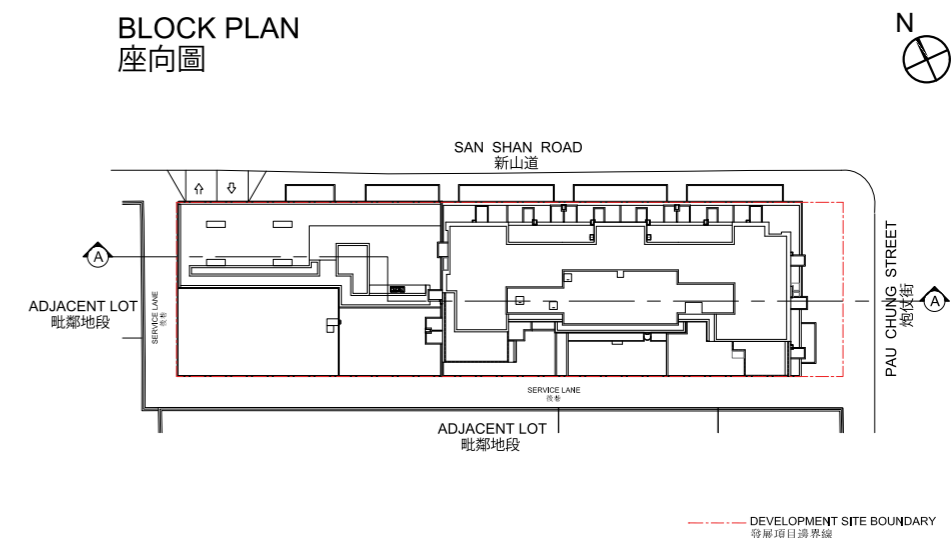 BLOCK PLAN
座向圖
N
SAN SHAN ROAD
新山道
A
ADJACENT LOT
毗鄰地段
SERVICE LANE
後巷
PAU CHUNG STREET
炮仗街
A
SERVICE LANE
後巷
ADJACENT LOT
毗鄰地段
DEVELOPMENT SITE BOUNDARY
發展項目邊界線